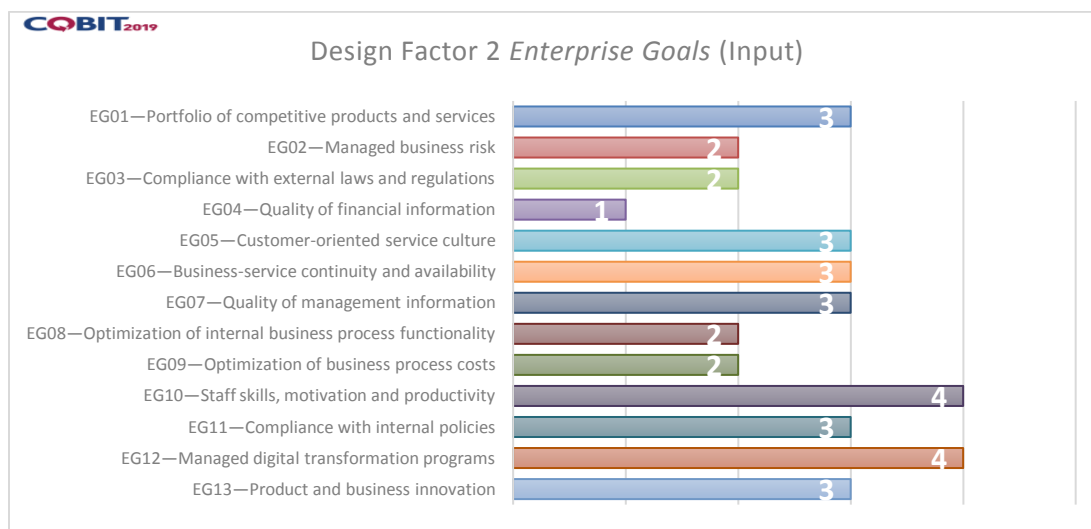 COBIT2019
Design Factor 2 Enterprise Goals (Input)
EG01—Portfolio of competitive products and services 3
EG02—Managed business risk 2
EG03—Compliance with external laws and regulations 2
EG04—Quality of financial information 1
EG05—Customer-oriented service culture 3
EG06—Business-service continuity and availability 3
EG07—Quality of management information 3
EG08—Optimization of internal business process functionality 2
EG09—Optimization of business process costs 2
EG10—Staff skills, motivation and productivity 4
EG11—Compliance with internal policies 3
EG12—Managed digital transformation programs 4
EG13—Product and business innovation 3